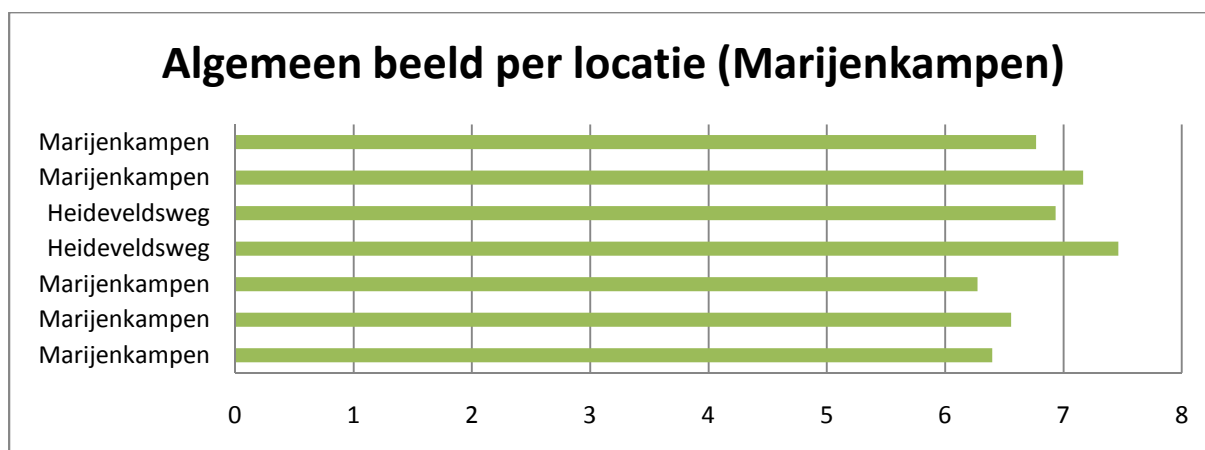 Algemeen beeld per locatie (Marijenkampen)
Marijenkampen
Marijenkampen
Heideveldsweg
Heideveldsweg
Marijenkampen
Marijenkampen
Marijenkampen
0 1 2 3 4 5 6 7 8